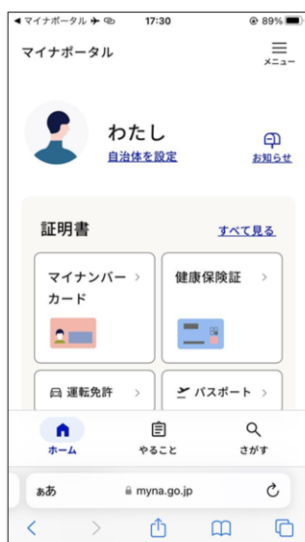 ◀ マイナポータル 17:30 89%
マイナポータル
メニュー
わたし
自治体を設定
お知らせ
証明書 すべて見る
マイナンバーカード
健康保険証
運転免許
パスポート
ホーム やること さがす
ぁあ myna.go.jp